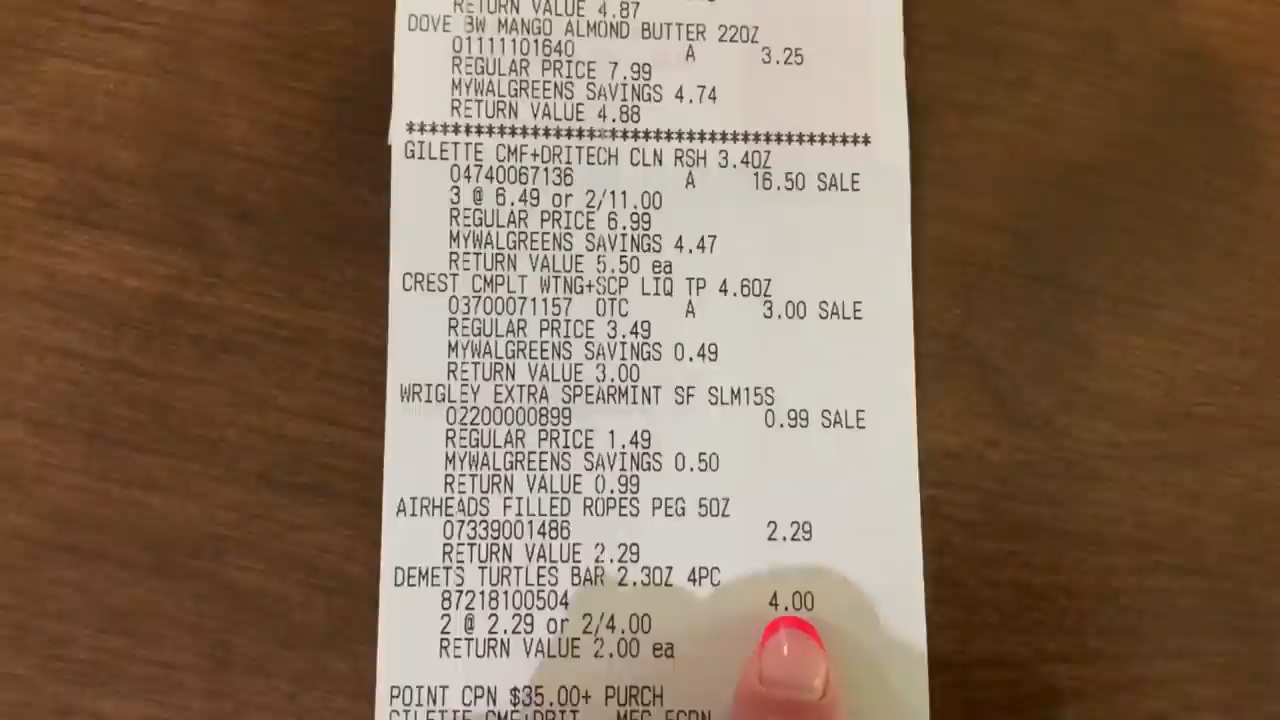 RETURN VALUE 4.87
DOVE BW MANGO ALMOND BUTTER 22OZ
01111101640 A 3.25
REGULAR PRICE 7.99
MYWALGREENS SAVINGS 4.74
RETURN VALUE 4.88
******************************************
GILETTE CMF+DRITECH CLN RSH 3.4OZ
04740067136 A 16.50 SALE
3 @ 6.49 or 2/11.00
REGULAR PRICE 6.99
MYWALGREENS SAVINGS 4.47
RETURN VALUE 5.50 ea
CREST CMPLT WTNG+SCP LIQ TP 4.6OZ
03700071157 OTC A 3.00 SALE
REGULAR PRICE 3.49
MYWALGREENS SAVINGS 0.49
RETURN VALUE 3.00
WRIGLEY EXTRA SPEARMINT SF SLM15S
02200000899 0.99 SALE
REGULAR PRICE 1.49
MYWALGREENS SAVINGS 0.50
RETURN VALUE 0.99
AIRHEADS FILLED ROPES PEG 5OZ
07339001486 2.29
RETURN VALUE 2.29
DEMETS TURTLES BAR 2.3OZ 4PC
87218100504 4.00
2 @ 2.29 or 2/4.00
RETURN VALUE 2.00 ea
POINT CPN $35.00+ PURCH
GILETTE CMF+DRIT MFG ECPN